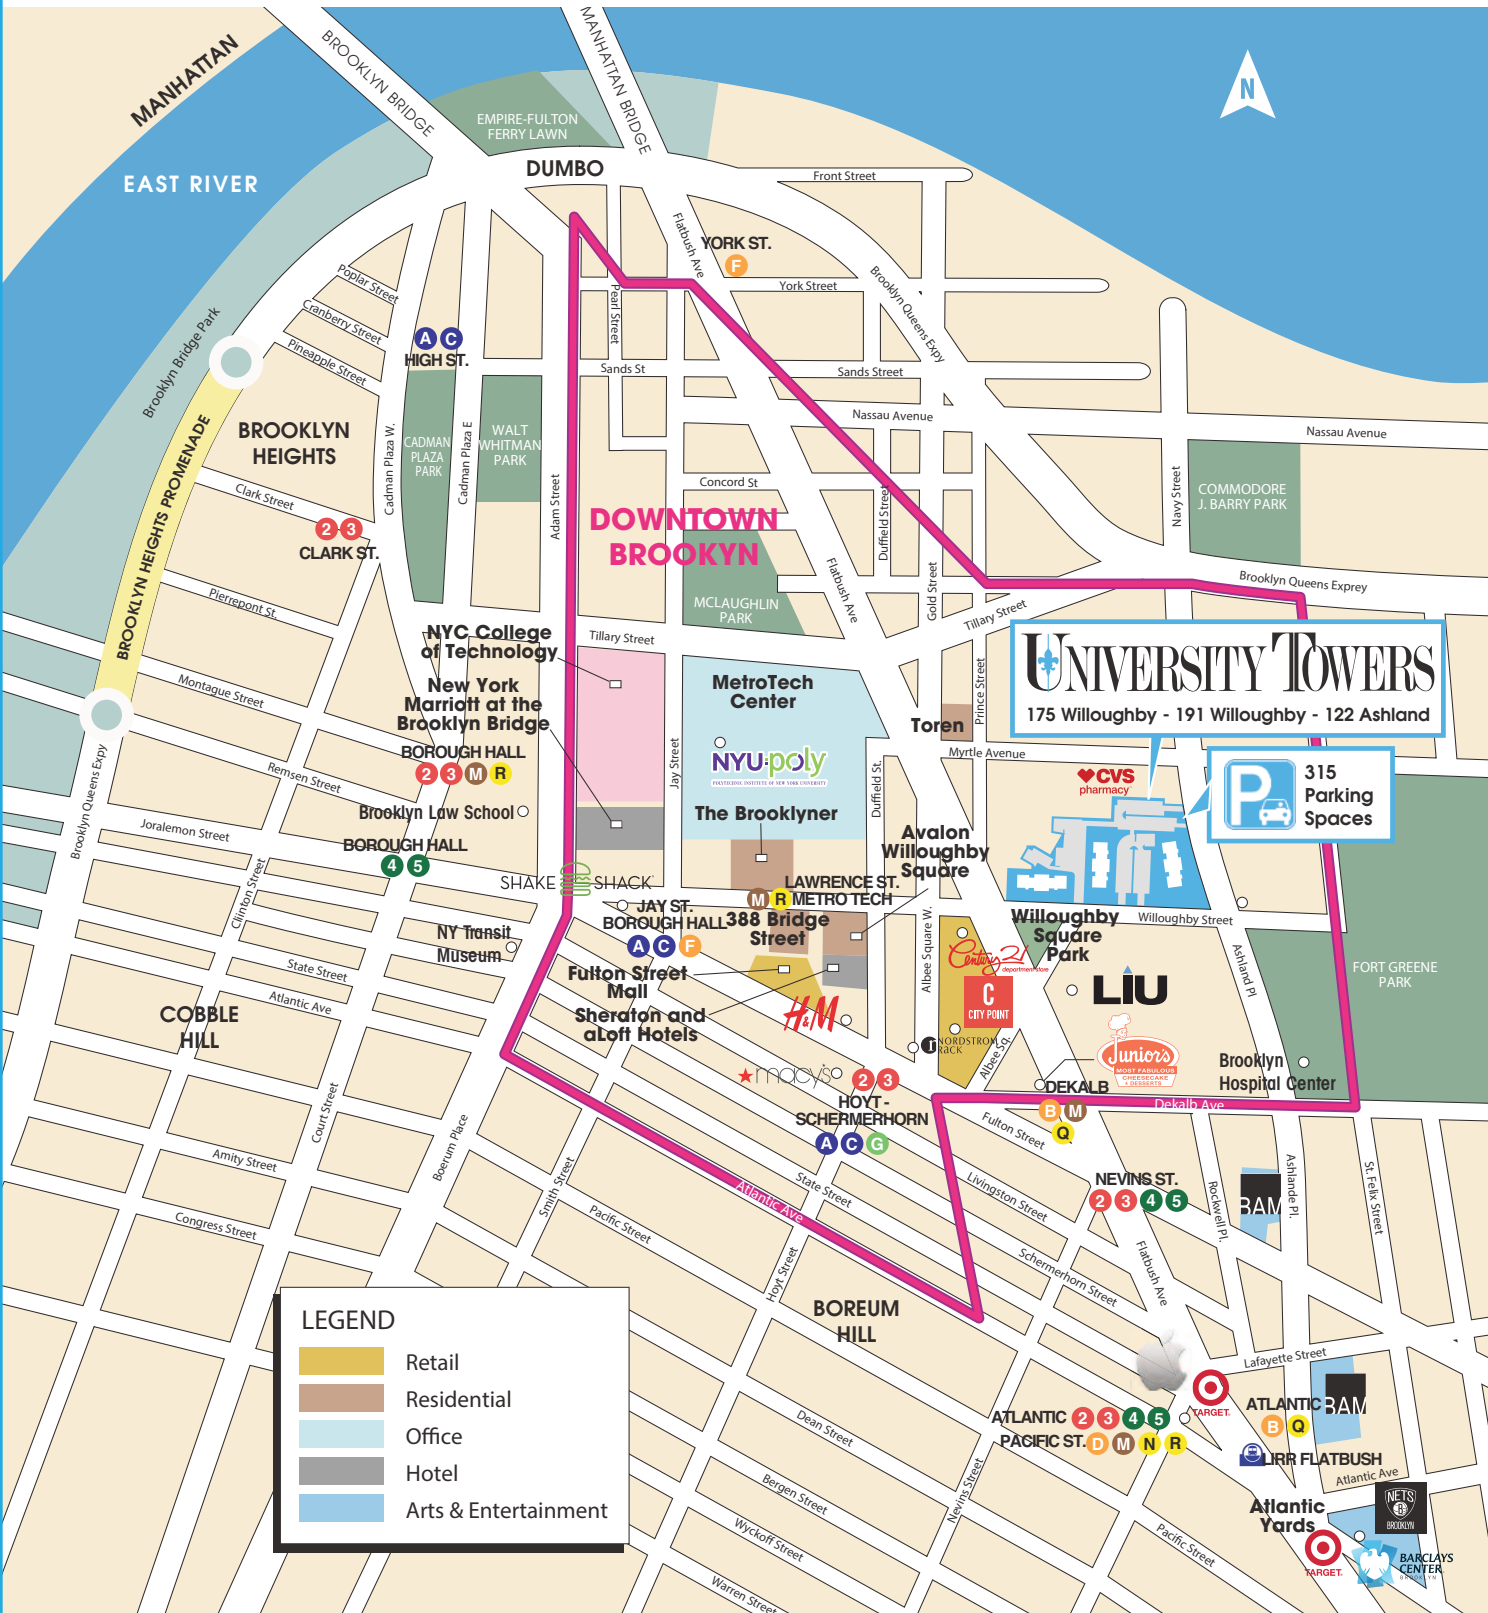 MANHATTAN
BROOKLYN BRIDGE
MANHATTAN BRIDGE
N
EMPIRE-FULTON
FERRY LAWN
EAST RIVER
DUMBO
Front Street
Flatbush Ave
YORK ST.
F
York Street
Brooklyn Queens Expy
Poplar Street
Cranberry Street
Pineapple Street
Brooklyn Bridge Park
A C
HIGH ST.
Pearl Street
Sands St
Sands Street
Nassau Avenue
Nassau Avenue
BROOKLYN
HEIGHTS
BROOKLYN HEIGHTS PROMENADE
Cadman Plaza W.
CADMAN
PLAZA
PARK
Cadman Plaza E
WALT
WHITMAN
PARK
Adam Street
Clark Street
2 3
CLARK ST.
Concord St
DOWNTOWN
BROOKYN
Duffield Street
Navy Street
COMMODORE
J. BARRY PARK
Flatbush Ave
Gold Street
Brooklyn Queens Exprey
Pierrepont St.
MCLAUGHLIN
PARK
Tillary Street
Tillary Street
NYC College
of Technology
New York
Marriott at the
Brooklyn Bridge
Montague Street
MetroTech
Center
NYU-poly
POLYTECHNIC INSTITUTE OF NEW YORK UNIVERSITY
Toren
Prince Street
UNIVERSITY TOWERS
175 Willoughby - 191 Willoughby - 122 Ashland
Myrtle Avenue
BOROUGH HALL
2 3 M R
Remsen Street
Jay Street
Duffield St.
CVS
pharmacy
P
315
Parking
Spaces
Brooklyn Queens Expy
Brooklyn Law School
The Brooklyner
Joralemon Street
BOROUGH HALL
4 5
Avalon
Willoughby
Square
SHAKE SHACK
LAWRENCE ST.
M R METRO TECH
Clinton Street
JAY ST.
BOROUGH HALL
A C F
388 Bridge
Street
Albee Square W.
Willoughby
Square
Park
Willoughby Street
NY Transit
Museum
Century 21
department store
State Street
Fulton Street
Mall
C
CITY POINT
LIU
Ashland Pl
FORT GREENE
PARK
Atlantic Ave
COBBLE
HILL
Sheraton and
aLoft Hotels
H&M
r NORDSTROM
rack
Albee Sq.
Junior's
MOST FABULOUS
CHEESECAKE
& DESSERTS
Brooklyn
Hospital Center
macy's
2 3
HOYT -
SCHERMERHORN
A C G
DEKALB
B M
Q
Dekalb Ave
Court Street
Boerum Place
Fulton Street
Amity Street
Smith Street
State Street
Livingston Street
NEVINS ST.
2 3 4 5
Rockwell Pl.
BAM
Ashlande Pl.
St. Felix Street
Atlantic Ave
Congress Street
Pacific Street
Hoyt Street
Schermerhorn Street
Flatbush Ave
BOREUM
HILL
LEGEND
Retail
Residential
Office
Hotel
Arts & Entertainment
Lafayette Street
TARGET
ATLANTIC 2 3 4 5
PACIFIC ST. D M N R
ATLANTIC
B Q
BAM
LIRR FLATBUSH
Dean Street
Atlantic Ave
Bergen Street
Nevins Street
Atlantic
Yards
NETS
B
BROOKLYN
Wyckoff Street
Pacific Street
TARGET
BARCLAYS
CENTER
BROOKLYN
Warren Street